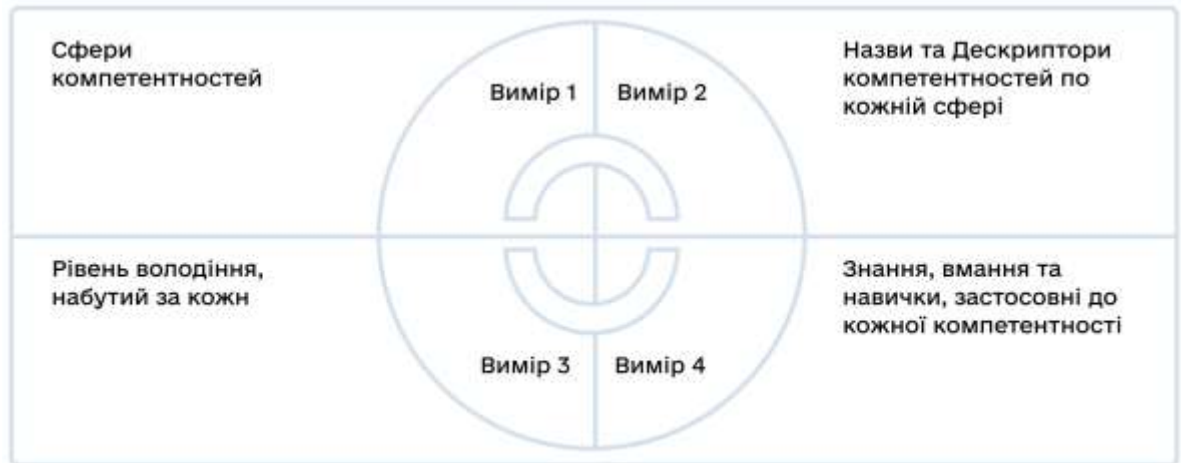 Сфери
компетентностей
Вимір 1
Вимір 2
Назви та Дескриптори
компетентностей по
кожній сфері
Рівень володіння,
набутий за кожн
Вимір 3
Вимір 4
Знання, вмання та
навички, застосовні до
кожної компетентності